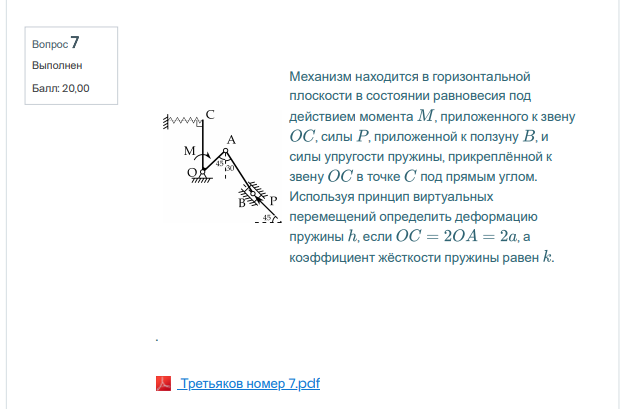 Вопрос 7
Выполнен
Балл: 20,00
Механизм находится в горизонтальной
плоскости в состоянии равновесия под
действием момента M, приложенного к звену
OC, силы P, приложенной к ползуну B, и
силы упругости пружины, прикреплённой к
звену OC в точке C под прямым углом.
Используя принцип виртуальных
перемещений определить деформацию
пружины h, если OC = 2OA = 2a, а
коэффициент жёсткости пружины равен k.
C
A
M
45
30
O
B
P
45
.
Третьяков номер 7.pdf